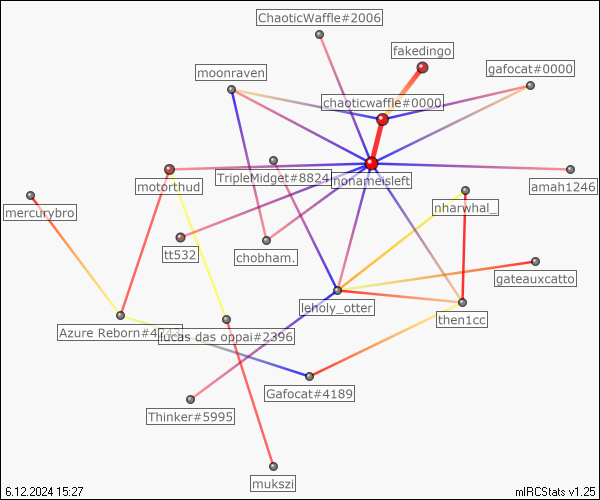 ChaoticWaffle#2006
fakedingo
moonraven
gafocat#0000
chaoticwaffle#0000
motorthud
TripleMidget#8824
nonameisleft
amah1246
mercurybro
nharwhal_
tt532
chobham.
gateauxcatto
leholy_otter
then1cc
Azure Reborn#
lucas das oppai#2396
Gafocat#4189
Thinker#5995
mukszi
6.12.2024 15:27
mIRCStats v1.25